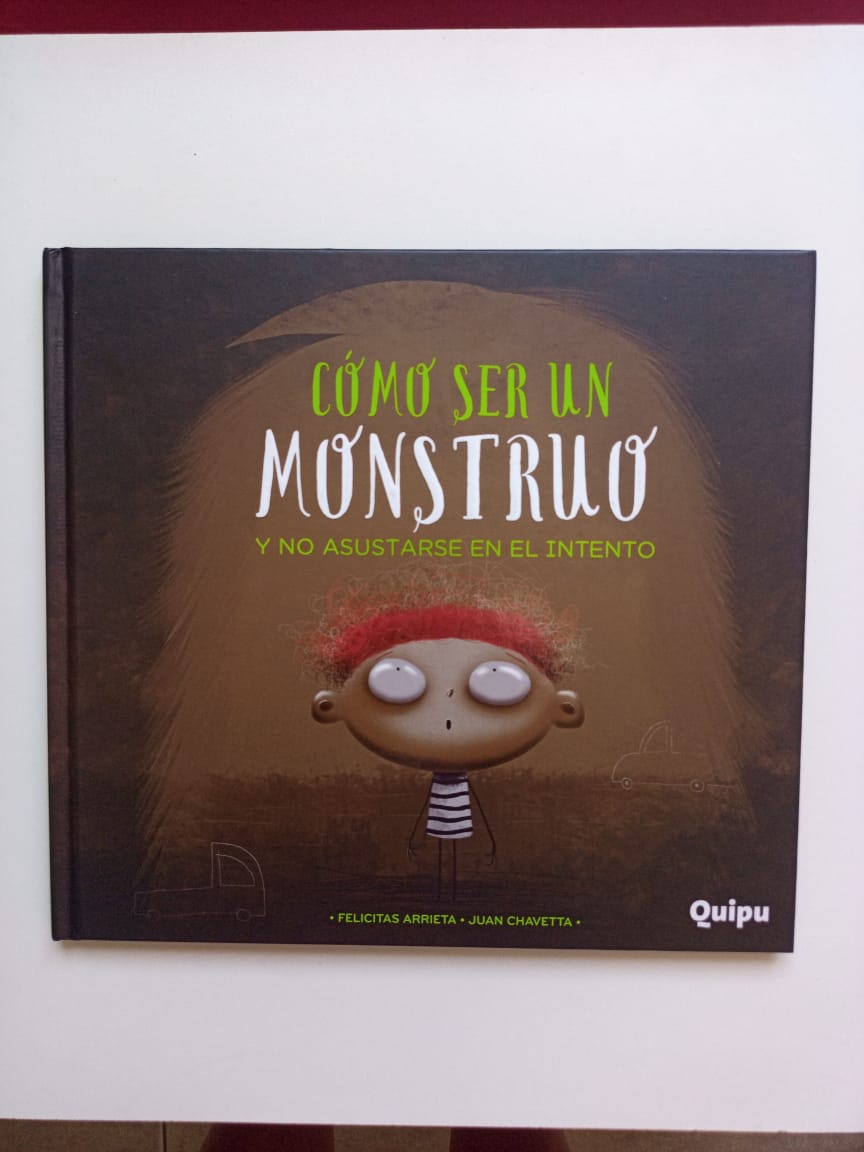 CÓMO SER UN
MONSTRUO
Y NO ASUSTARSE EN EL INTENTO
• FELICITAS ARRIETA • JUAN CHAVETTA •
Quipu